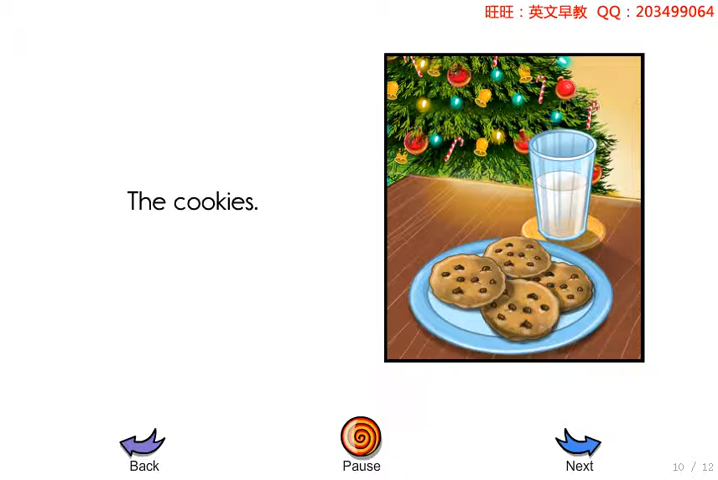 旺旺：英文早教 QQ：203499064
The cookies.
Back
Pause
Next
10 / 12